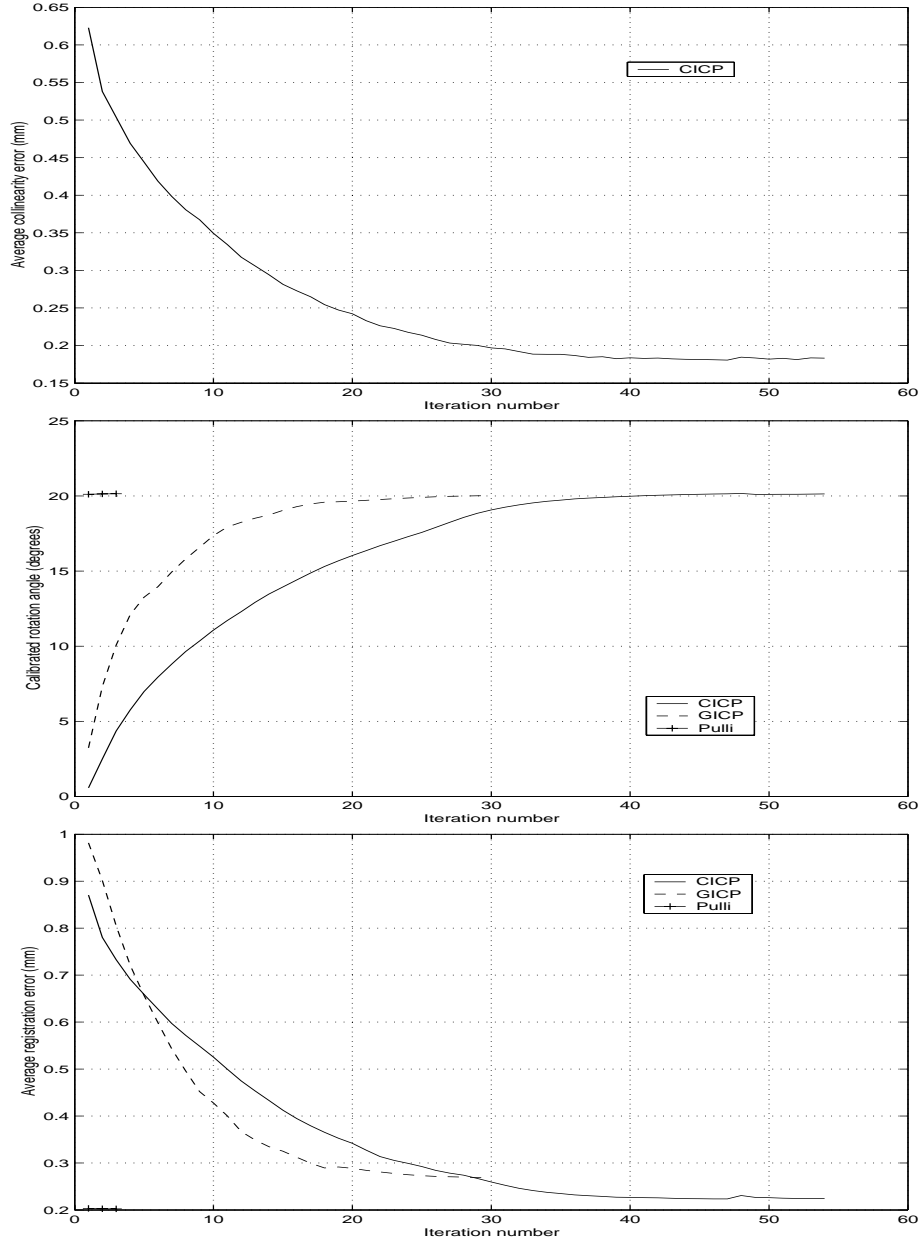 0.65
0.6
0.55
0.5
0.45
0.4
0.35
0.3
0.25
0.2
0.15
Average collinearity error (mm)
CICP
0 10 20 30 40 50 60
Iteration number
25
20
15
10
5
0
Calibrated rotation angle (degrees)
CICP
GICP
Pulli
0 10 20 30 40 50 60
Iteration number
1
0.9
0.8
0.7
0.6
0.5
0.4
0.3
0.2
Average registration error (mm)
CICP
GICP
Pulli
0 10 20 30 40 50 60
Iteration number